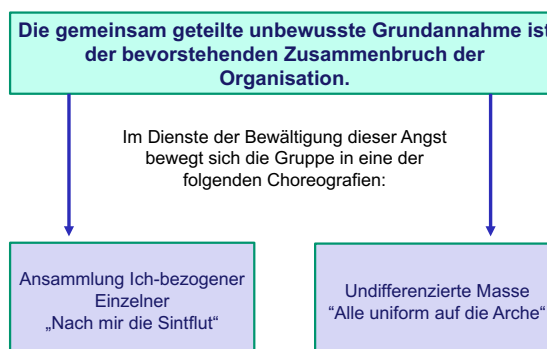 Die gemeinsam geteilte unbewusste Grundannahme ist
der bevorstehenden Zusammenbruch der
Organisation.
Im Dienste der Bewältigung dieser Angst
bewegt sich die Gruppe in eine der
folgenden Choreografien:
Ansammlung Ich-bezogener
Einzelner
„Nach mir die Sintflut“
Undifferenzierte Masse
“Alle uniform auf die Arche“